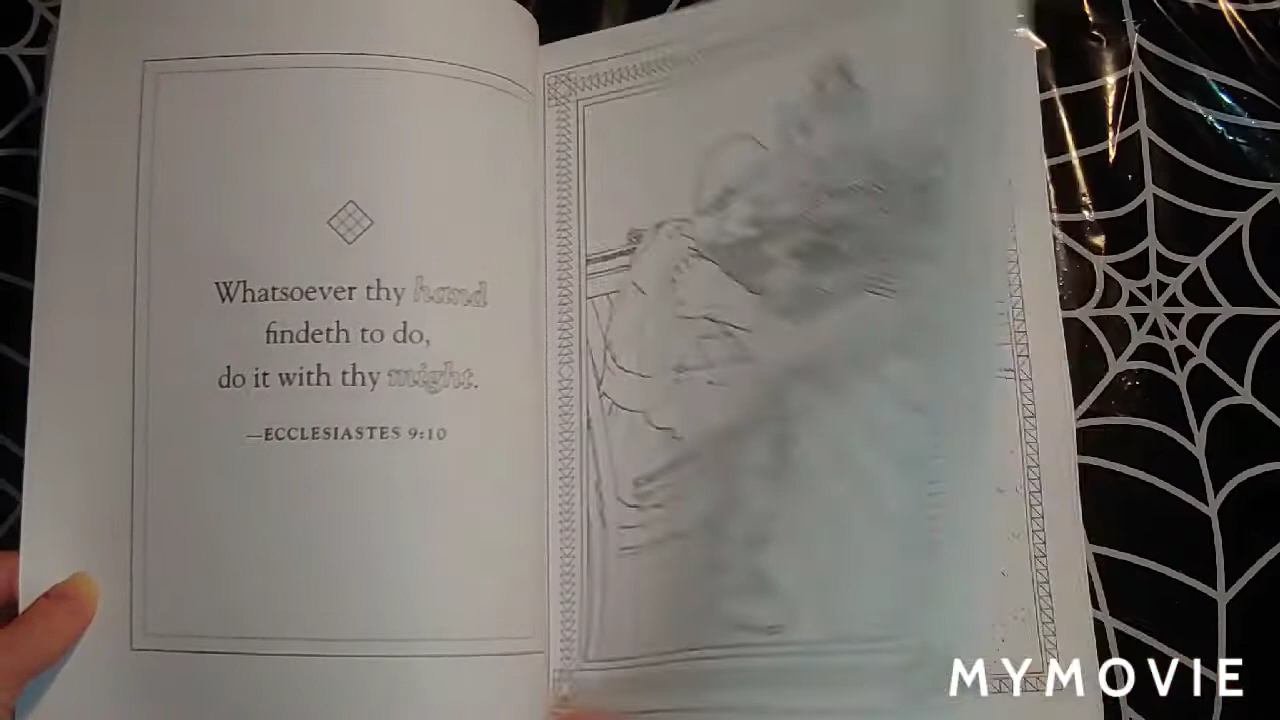 Whatsoever thy hand
findeth to do,
do it with thy might.
—ECCLESIASTES 9:10
MYMOVIE